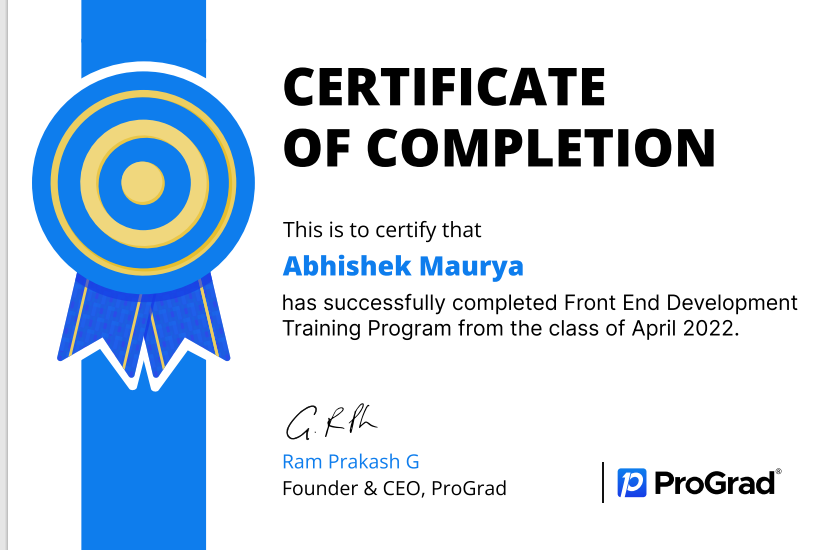 CERTIFICATE
OF COMPLETION
This is to certify that
Abhishek Maurya
has successfully completed Front End Development
Training Program from the class of April 2022.
Ram Prakash G
Founder & CEO, ProGrad
ProGrad®